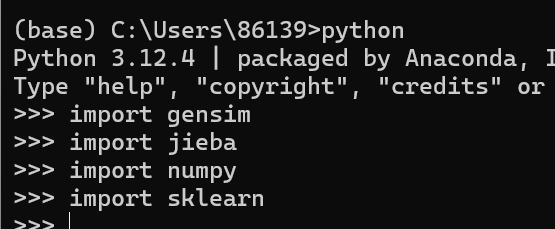 (base) C:\Users\86139>python
Python 3.12.4 | packaged by Anaconda,
Type "help", "copyright", "credits" or
>>> import gensim
>>> import jieba
>>> import numpy
>>> import sklearn
>>>